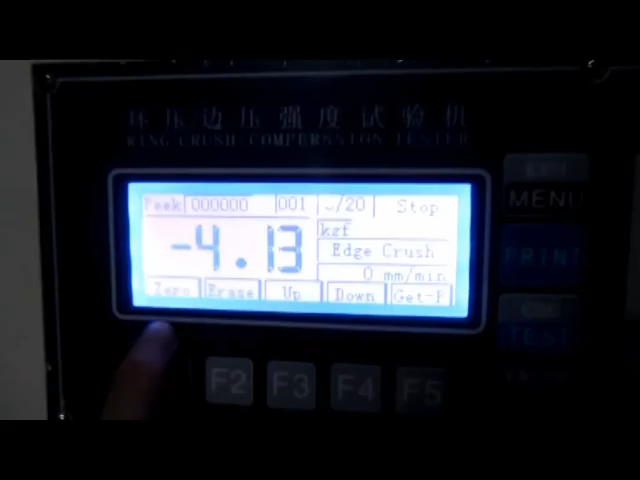 环压边压强度试验机
RING CRUSH COMPERSSION TESTER
Peek 000000 001 /20 Stop
-4.13 kgf
Edge Crush
0 mm/min
Zero Erase Up Down Get-P
MENU
PRINT
TEST
F2 F3 F4 F5